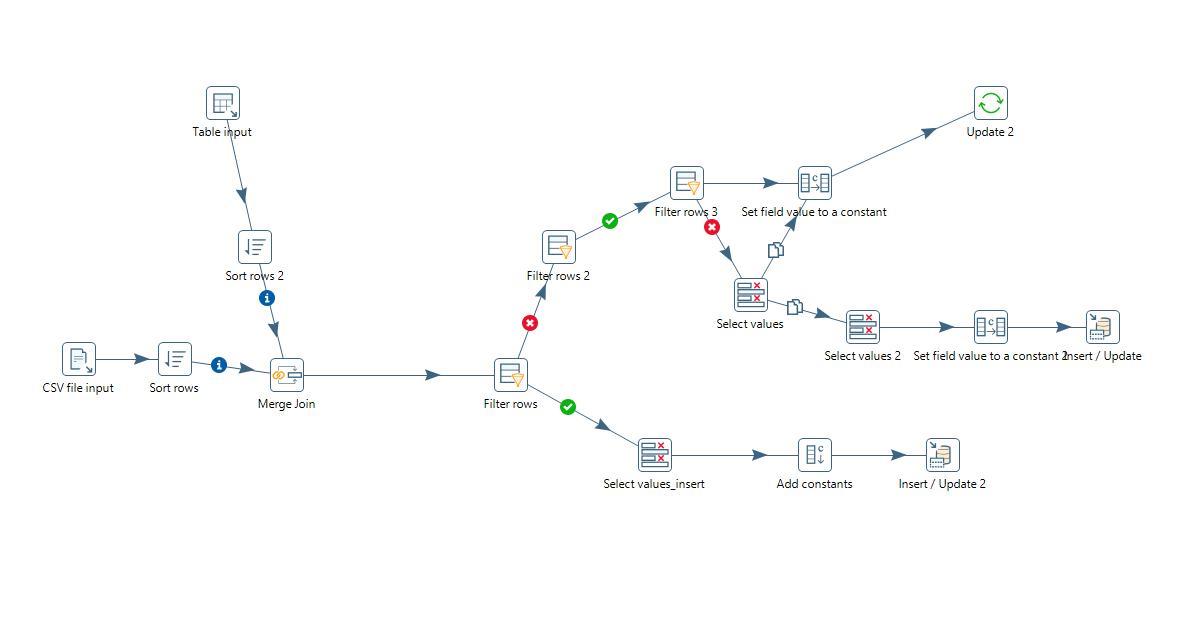 Table input
Update 2
Filter rows 3
Set field value to a constant
Sort rows 2
Filter rows 2
Select values
Select values 2
Set field value to a constant 2
Insert / Update
CSV file input
Sort rows
Merge Join
Filter rows
Select values_insert
Add constants
Insert / Update 2